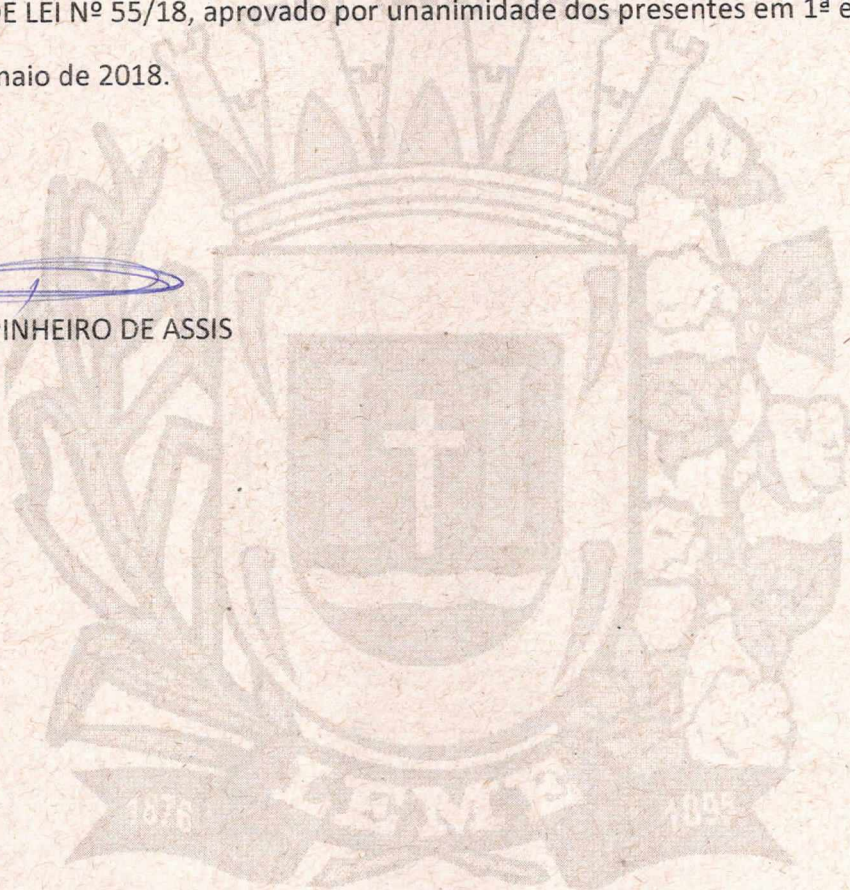 DE LEI Nº 55/18, aprovado por unanimidade dos presentes em 1ª e
maio de 2018.
PINHEIRO DE ASSIS
LEME
1876